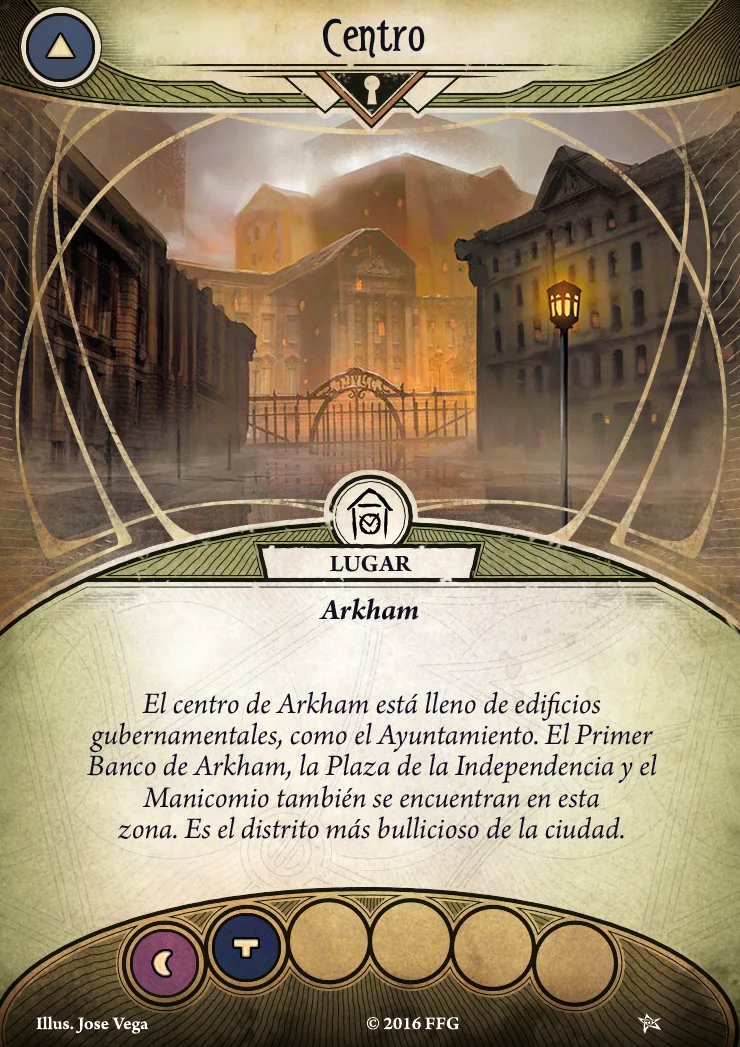 Centro
LUGAR
Arkham
El centro de Arkham está lleno de edificios
gubernamentales, como el Ayuntamiento. El Primer
Banco de Arkham, la Plaza de la Independencia y el
Manicomio también se encuentran en esta
zona. Es el distrito más bullicioso de la ciudad.
Illus. Jose Vega
© 2016 FFG